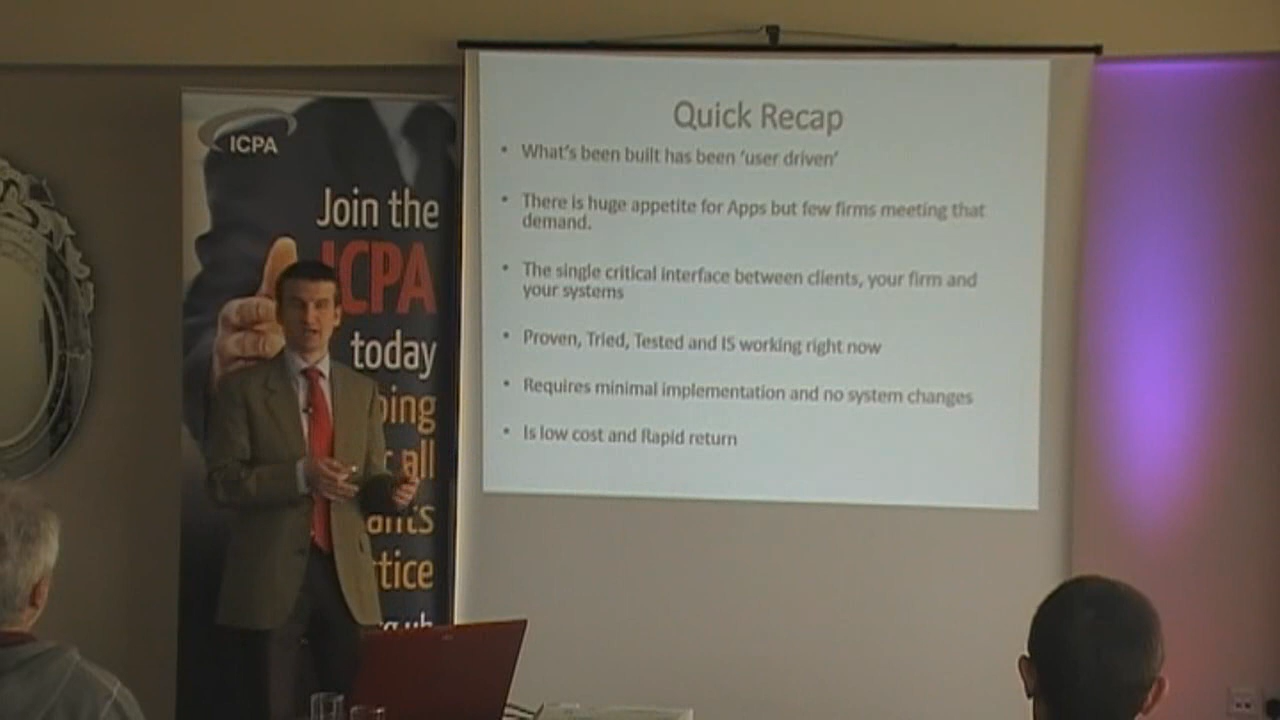 ICPA
Join the
ICPA
today
all
tice
Quick Recap
• What's been built has been 'user driven'
• There is huge appetite for Apps but few firms meeting that
demand.
• The single critical interface between clients, your firm and
your systems
• Proven, Tried, Tested and IS working right now
• Requires minimal implementation and no system changes
• Is low cost and Rapid return